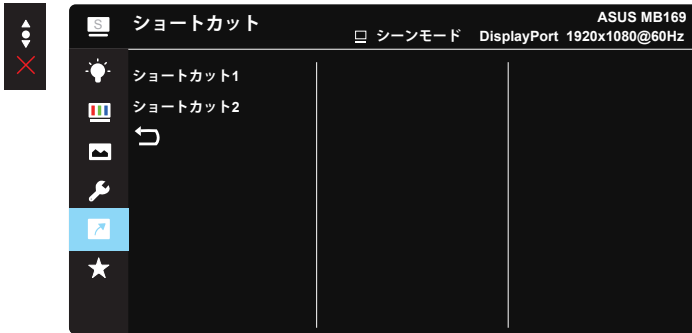 S
ショートカット
ASUS MB169
シーンモード DisplayPort 1920x1080@60Hz
ショートカット1
ショートカット2